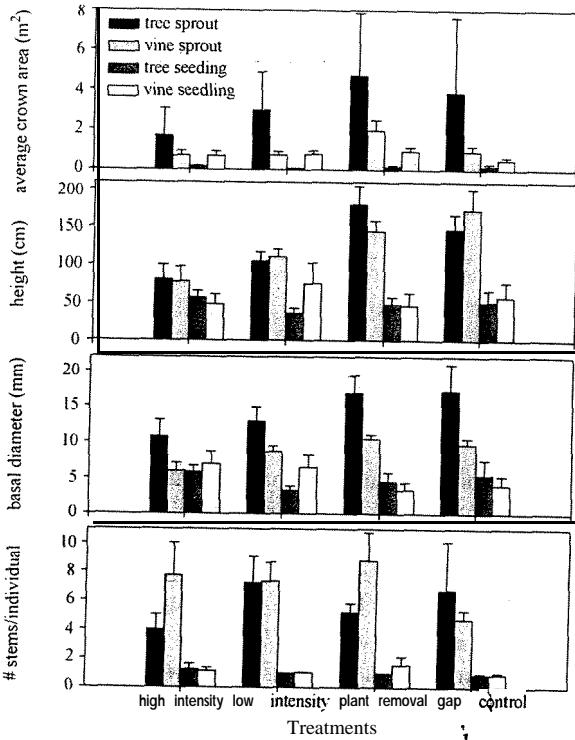 average crown area (m²)
8
6
4
2
0
tree sprout
vine sprout
tree seedling
vine seedling
height (cm)
200
150
100
50
0
basal diameter (mm)
20
15
10
5
0
# stems/individual
10
8
6
4
2
0
high intensity low intensity plant removal gap control
Treatments